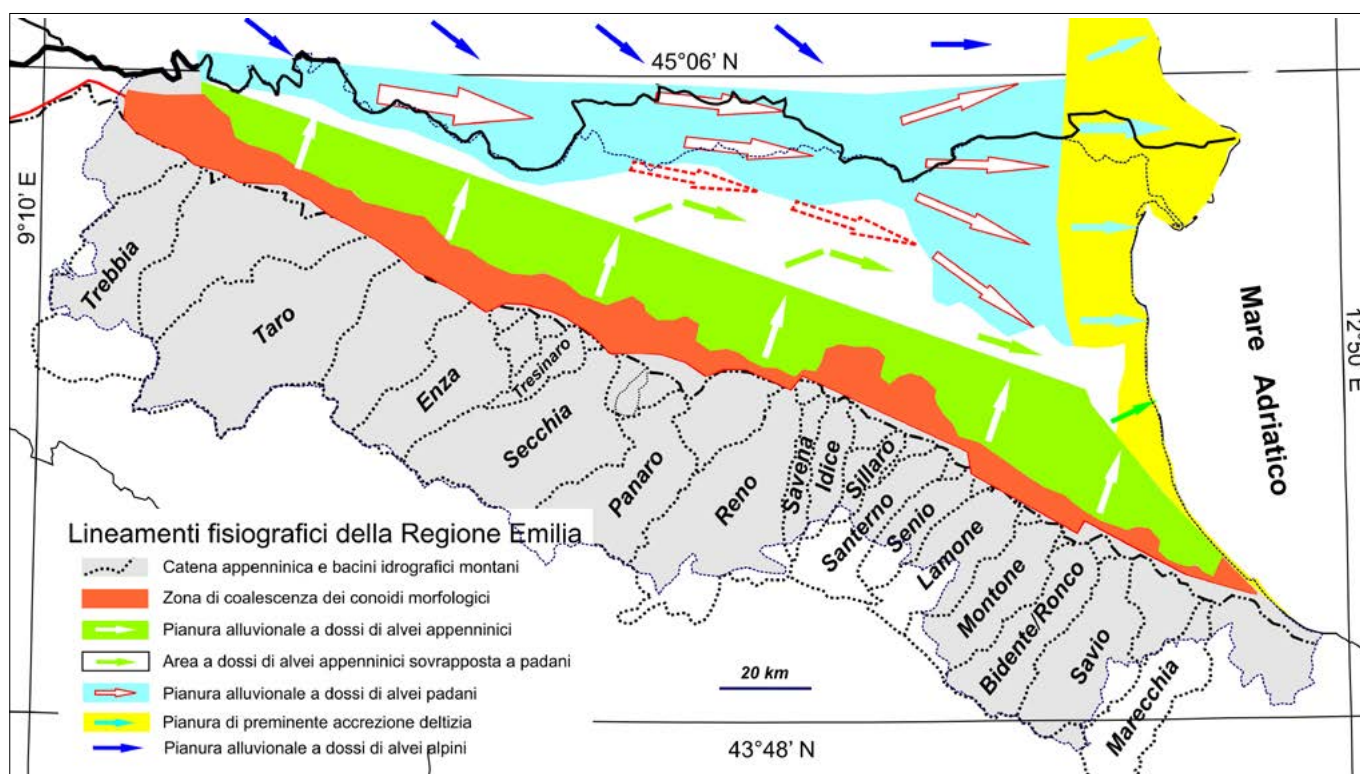 45°06’ N
9°10’ E
12°50’ E
Mare Adriatico
Trebbia
Taro
Enza
Tresinaro
Secchia
Panaro
Reno
Savena
Idice
Sillaro
Santerno
Senio
Lamone
Montone
Bidente/Ronco
Savio
Marecchia
Lineamenti fisiografici della Regione Emilia
Catena appenninica e bacini idrografici montani
Zona di coalescenza dei conoidi morfologici
Pianura alluvionale a dossi di alvei appenninici
Area a dossi di alvei appenninici sovrapposta a padani
Pianura alluvionale a dossi di alvei padani
Pianura di preminente accrezione deltizia
Pianura alluvionale a dossi di alvei alpini
20 km
43°48’ N